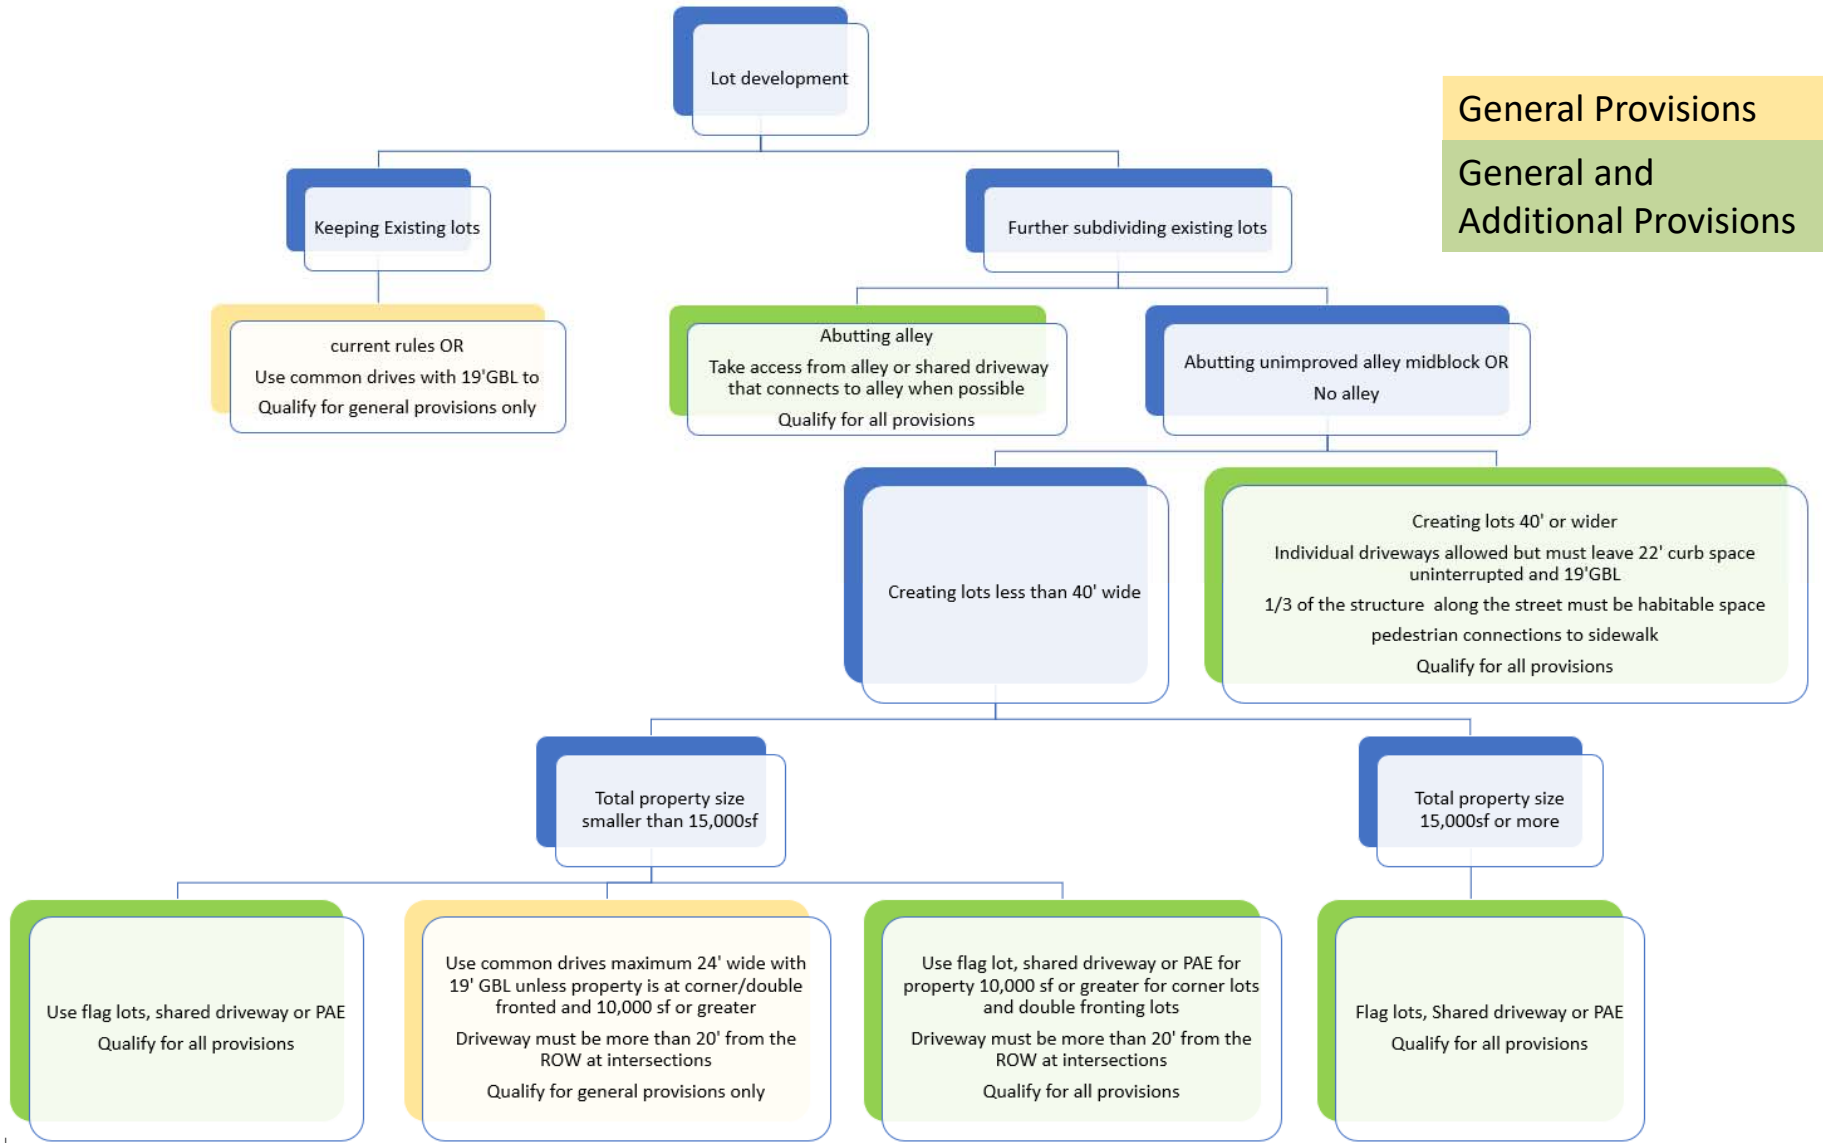 Lot development
General Provisions
General and
Additional Provisions
Keeping Existing lots
Further subdividing existing lots
current rules OR
Use common drives with 19'GBL to
Qualify for general provisions only
Abutting alley
Take access from alley or shared driveway
that connects to alley when possible
Qualify for all provisions
Abutting unimproved alley midblock OR
No alley
Creating lots less than 40' wide
Creating lots 40' or wider
Individual driveways allowed but must leave 22' curb space
uninterrupted and 19'GBL
1/3 of the structure along the street must be habitable space
pedestrian connections to sidewalk
Qualify for all provisions
Total property size
smaller than 15,000sf
Total property size
15,000sf or more
Use flag lots, shared driveway or PAE
Qualify for all provisions
Use common drives maximum 24' wide with
19' GBL unless property is at corner/double
fronted and 10,000 sf or greater
Driveway must be more than 20' from the
ROW at intersections
Qualify for general provisions only
Use flag lot, shared driveway or PAE for
property 10,000 sf or greater for corner lots
and double fronting lots
Driveway must be more than 20' from the
ROW at intersections
Qualify for all provisions
Flag lots, Shared driveway or PAE
Qualify for all provisions